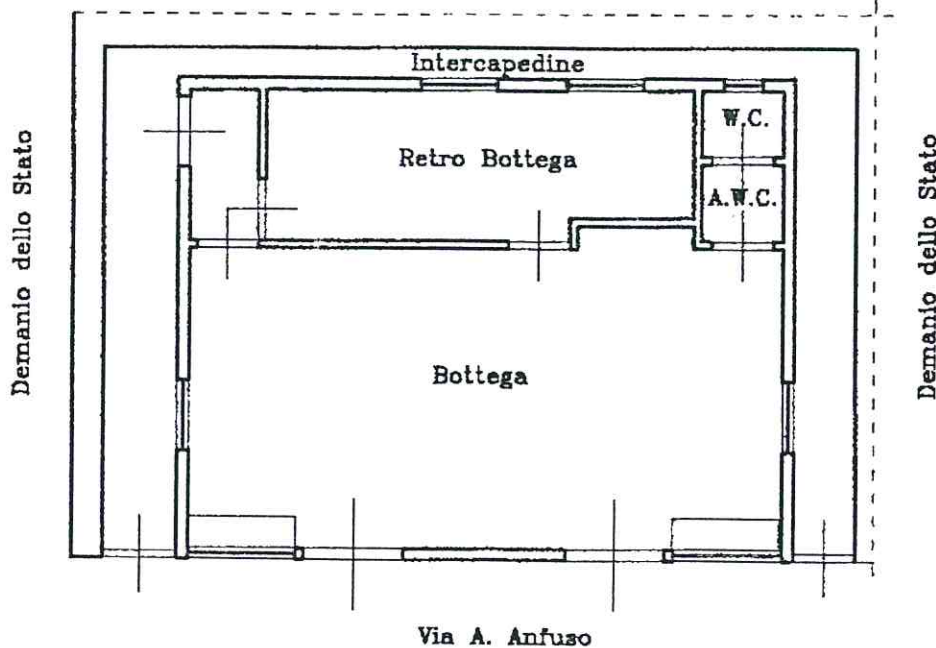 Intercapedine
W.C.
Retro Bottega
A.W.C.
Demanio dello Stato
Demanio dello Stato
Bottega
Via A. Anfuso